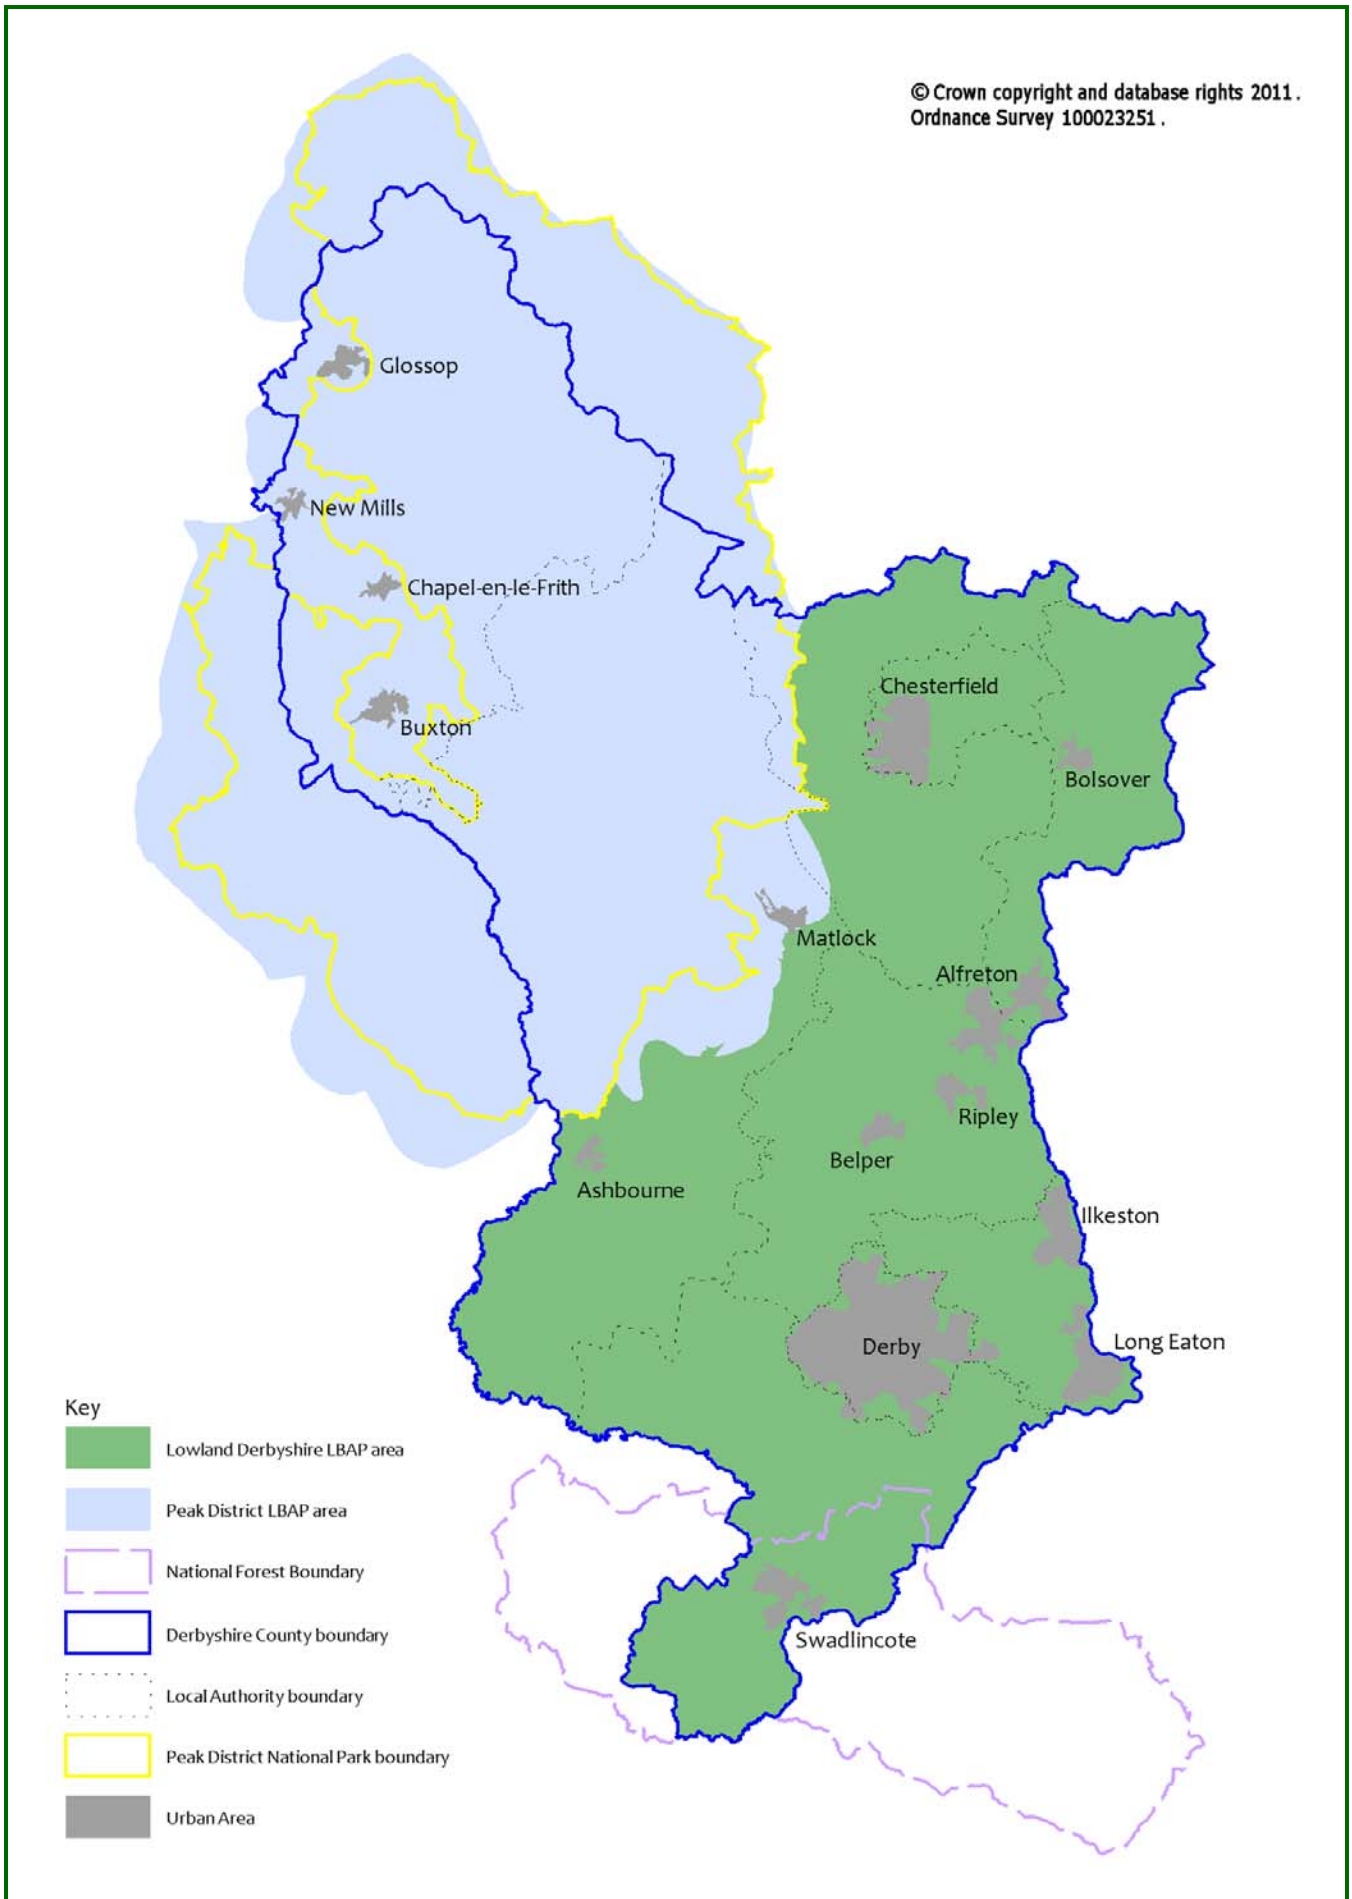 © Crown copyright and database rights 2011.
Ordnance Survey 100023251.
Glossop
New Mills
Chapel-en-le-Frith
Chesterfield
Buxton
Bolsover
Matlock
Alfreton
Ripley
Belper
Ashbourne
Ilkeston
Long Eaton
Derby
Key
Lowland Derbyshire LBAP area
Peak District LBAP area
National Forest Boundary
Derbyshire County boundary
Swadlincote
Local Authority boundary
Peak District National Park boundary
Urban Area